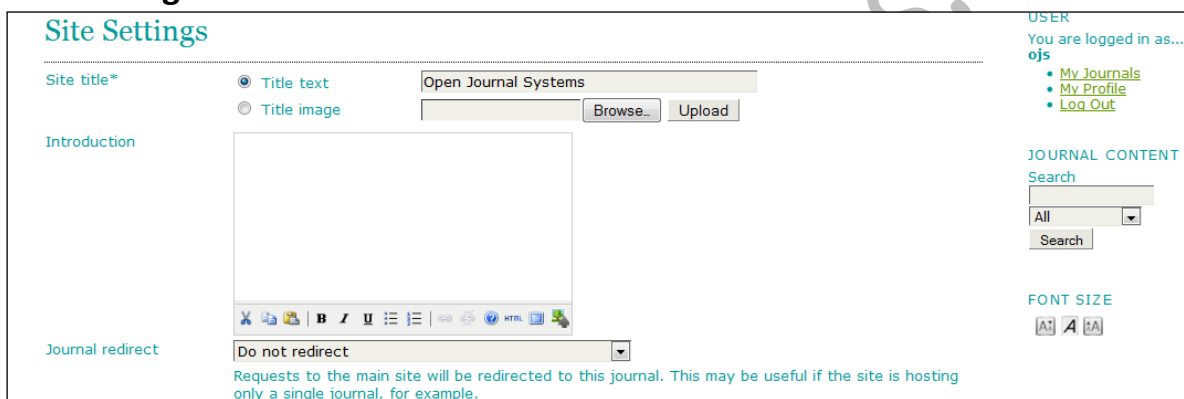 Site Settings
Site title*
Title text
Open Journal Systems
Title image
Browse...
Upload
Introduction
B I U
HTML
Journal redirect
Do not redirect
Requests to the main site will be redirected to this journal. This may be useful if the site is hosting
only a single journal, for example.
USER
You are logged in as...
ojs
My Journals
My Profile
Log Out
JOURNAL CONTENT
Search
All
Search
FONT SIZE
A A A